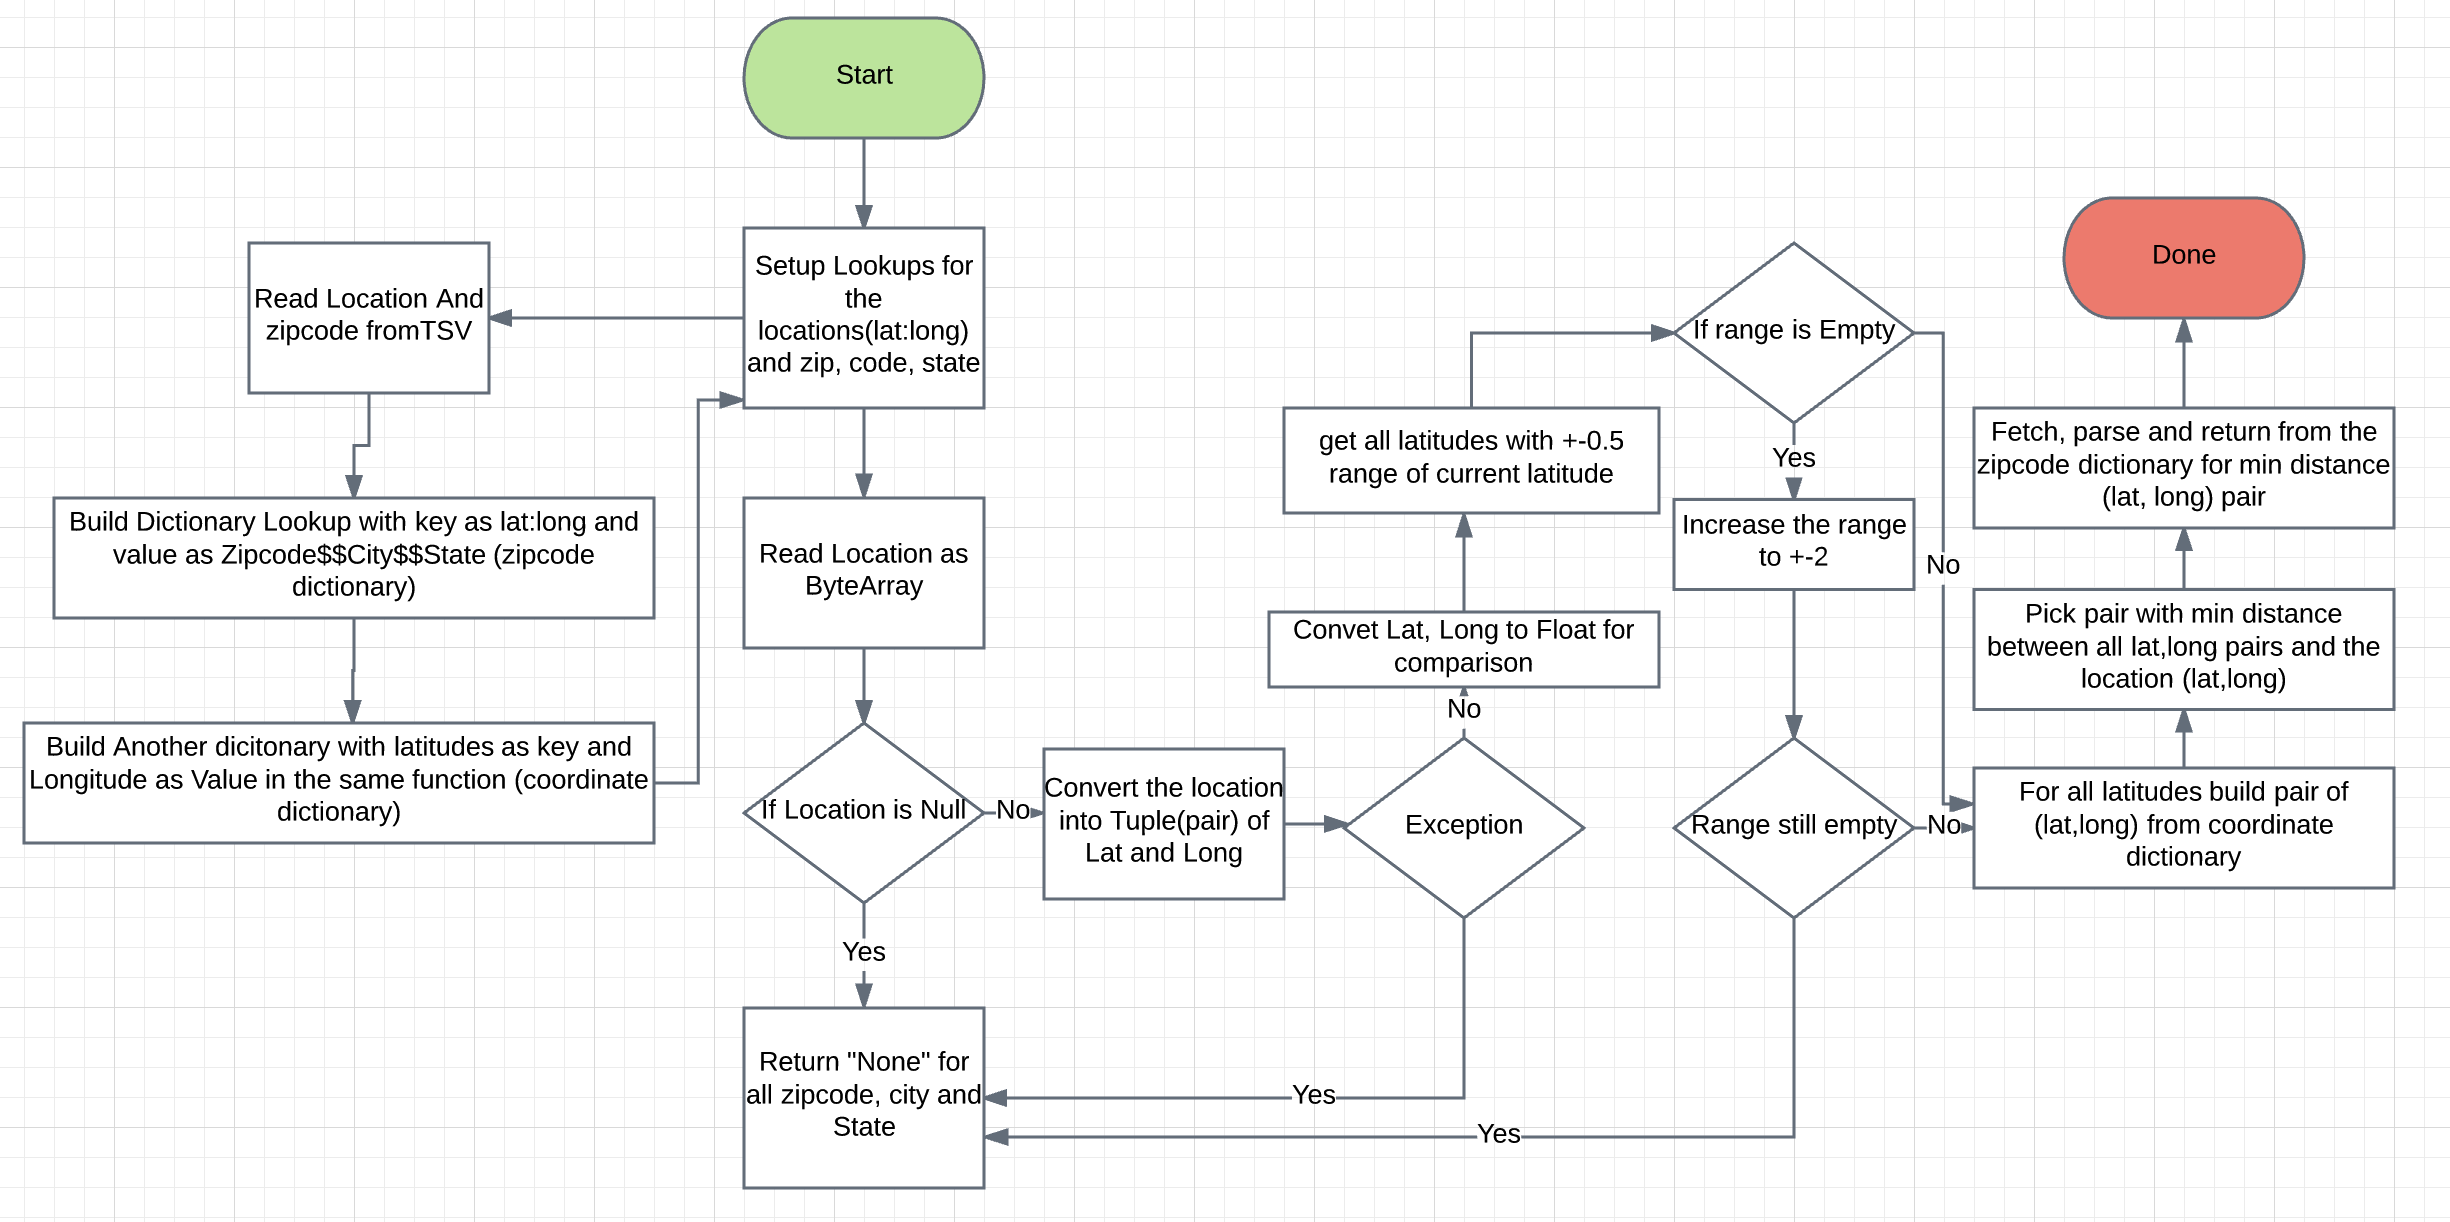 Start
Setup Lookups for
the
locations(lat:long)
and zip, code, state
Read Location And
zipcode fromTSV
Build Dictionary Lookup with key as lat:long and
value as Zipcode$$City$$State (zipcode
dictionary)
Build Another dicitonary with latitudes as key and
Longitude as Value in the same function (coordinate
dictionary)
Read Location as
ByteArray
If Location is Null
No
Yes
Return "None" for
all zipcode, city and
State
Convert the location
into Tuple(pair) of
Lat and Long
Exception
Yes
No
Convet Lat, Long to Float for
comparison
get all latitudes with +-0.5
range of current latitude
If range is Empty
Yes
No
Increase the range
to +-2
Range still empty
No
Yes
For all latitudes build pair of
(lat,long) from coordinate
dictionary
Pick pair with min distance
between all lat,long pairs and the
location (lat,long)
Fetch, parse and return from the
zipcode dictionary for min distance
(lat, long) pair
Done